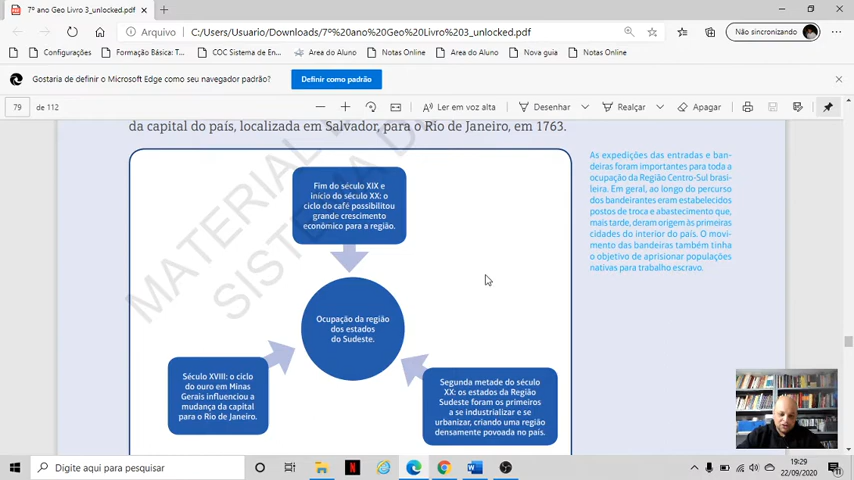 7º ano Geo Livro 3_unlocked.pdf
Arquivo
C:/Users/Usuario/Downloads/7º%20ano%20Geo%20Livro%203_unlocked.pdf
Não sincronizando
Configurações
Formação Básica: T...
COC Sistema de En...
Area do Aluno
Notas Online
Area do Aluno
Nova guia
Notas Online
Gostaria de definir o Microsoft Edge como seu navegador padrão?
Definir como padrão
79
de 112
Ler em voz alta
Desenhar
Realçar
Apagar
da capital do país, localizada em Salvador, para o Rio de Janeiro, em 1763.
MATERIAL
SISTEMA D
Fim do século XIX e
início do século XX: o
ciclo do café possibilitou
grande crescimento
econômico para a região.
Ocupação da região
dos estados
do Sudeste.
Século XVIII: o ciclo
do ouro em Minas
Gerais influenciou a
mudança da capital
para o Rio de Janeiro.
Segunda metade do século
XX: os estados da Região
Sudeste foram os primeiros
a se industrializar e se
urbanizar, criando uma região
densamente povoada no país.
As expedições das entradas e ban-
deiras foram importantes para toda a
ocupação da Região Centro-Sul brasi-
leira. Em geral, ao longo do percurso
dos bandeirantes eram estabelecidos
postos de troca e abastecimento que,
mais tarde, deram origem às primeiras
cidades do interior do país. O movi-
mento das bandeiras também tinha
o objetivo de aprisionar populações
nativas para trabalho escravo.
Digite aqui para pesquisar
19:29
22/09/2020